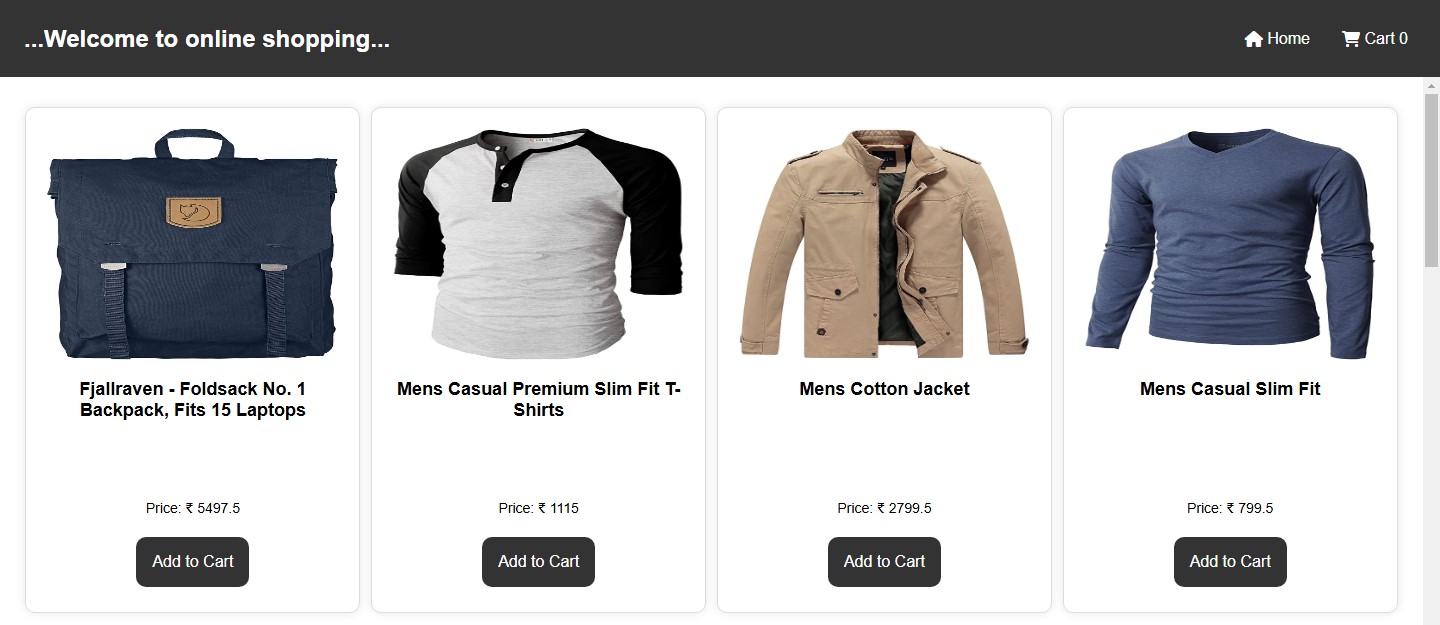 ...Welcome to online shopping...
Home
Cart 0
Fjallraven - Foldsack No. 1
Backpack, Fits 15 Laptops
Price: ₹ 5497.5
Add to Cart
Mens Casual Premium Slim Fit T-
Shirts
Price: ₹ 1115
Add to Cart
Mens Cotton Jacket
Price: ₹ 2799.5
Add to Cart
Mens Casual Slim Fit
Price: ₹ 799.5
Add to Cart